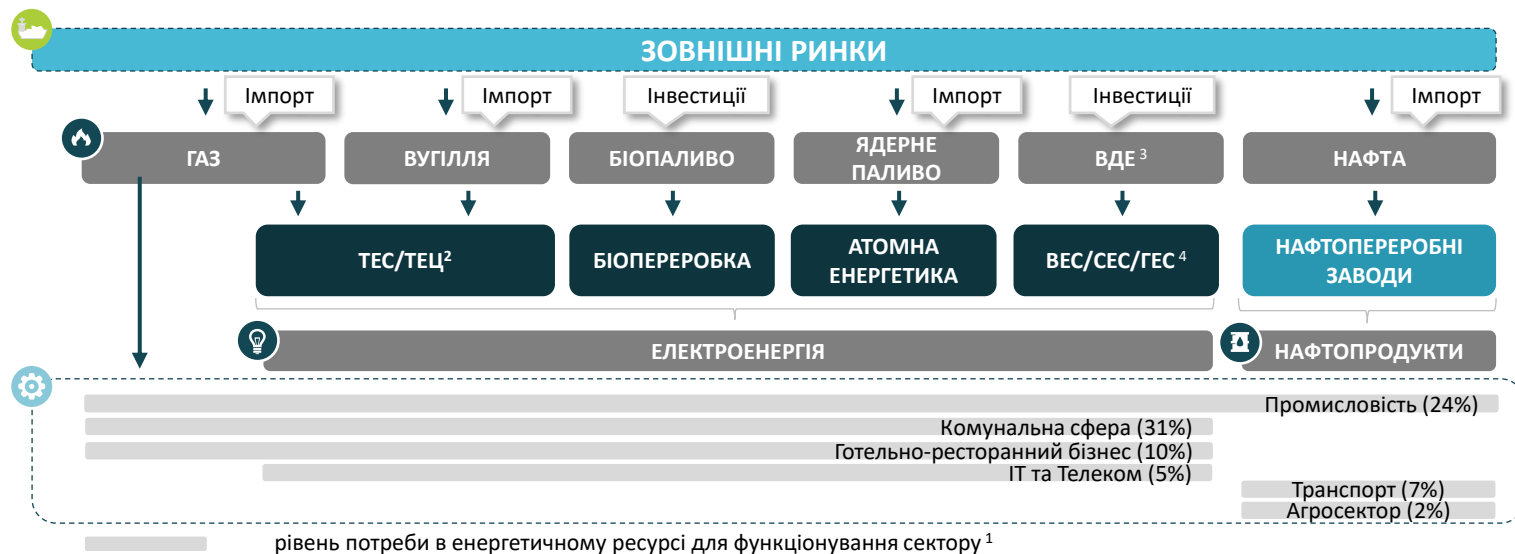 ЗОВНІШНІ РИНКИ
Імпорт
Імпорт
Інвестиції
Імпорт
Інвестиції
Імпорт
ГАЗ
ВУГІЛЛЯ
БІОПАЛИВО
ЯДЕРНЕ
ПАЛИВО
ВДЕ 3
НАФТА
ТЕС/ТЕЦ2
БІОПЕРЕРОБКА
АТОМНА
ЕНЕРГЕТИКА
ВЕС/СЕС/ГЕС 4
НАФТОПЕРЕРОБНІ
ЗАВОДИ
ЕЛЕКТРОЕНЕРГІЯ
НАФТОПРОДУКТИ
Промисловість (24%)
Комунальна сфера (31%)
Готельно-ресторанний бізнес (10%)
ІТ та Телеком (5%)
Транспорт (7%)
Агросектор (2%)
рівень потреби в енергетичному ресурсі для функціонування сектору 1